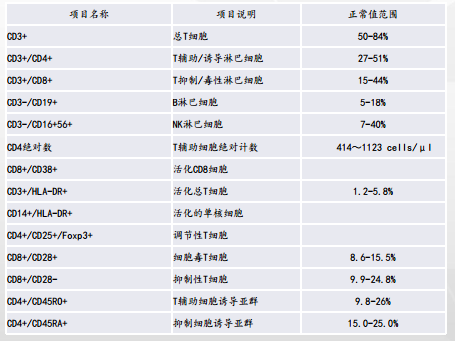 项目名称 项目说明 正常值范围
CD3+ 总T细胞 50-84%
CD3+/CD4+ T辅助/诱导淋巴细胞 27-51%
CD3+/CD8+ T抑制/毒性淋巴细胞 15-44%
CD3-/CD19+ B淋巴细胞 5-18%
CD3-/CD16+56+ NK淋巴细胞 7-40%
CD4绝对数 T辅助细胞绝对计数 414～1123 cells/μl
CD8+/CD38+ 活化CD8细胞
CD3+/HLA-DR+ 活化总T细胞 1.2-5.8%
CD14+/HLA-DR+ 活化的单核细胞
CD4+/CD25+/Foxp3+ 调节性T细胞
CD8+/CD28+ 细胞毒T细胞 8.6-15.5%
CD8+/CD28- 抑制性T细胞 9.9-24.8%
CD4+/CD45RO+ T辅助细胞诱导亚群 9.8-26%
CD4+/CD45RA+ 抑制细胞诱导亚群 15.0-25.0%